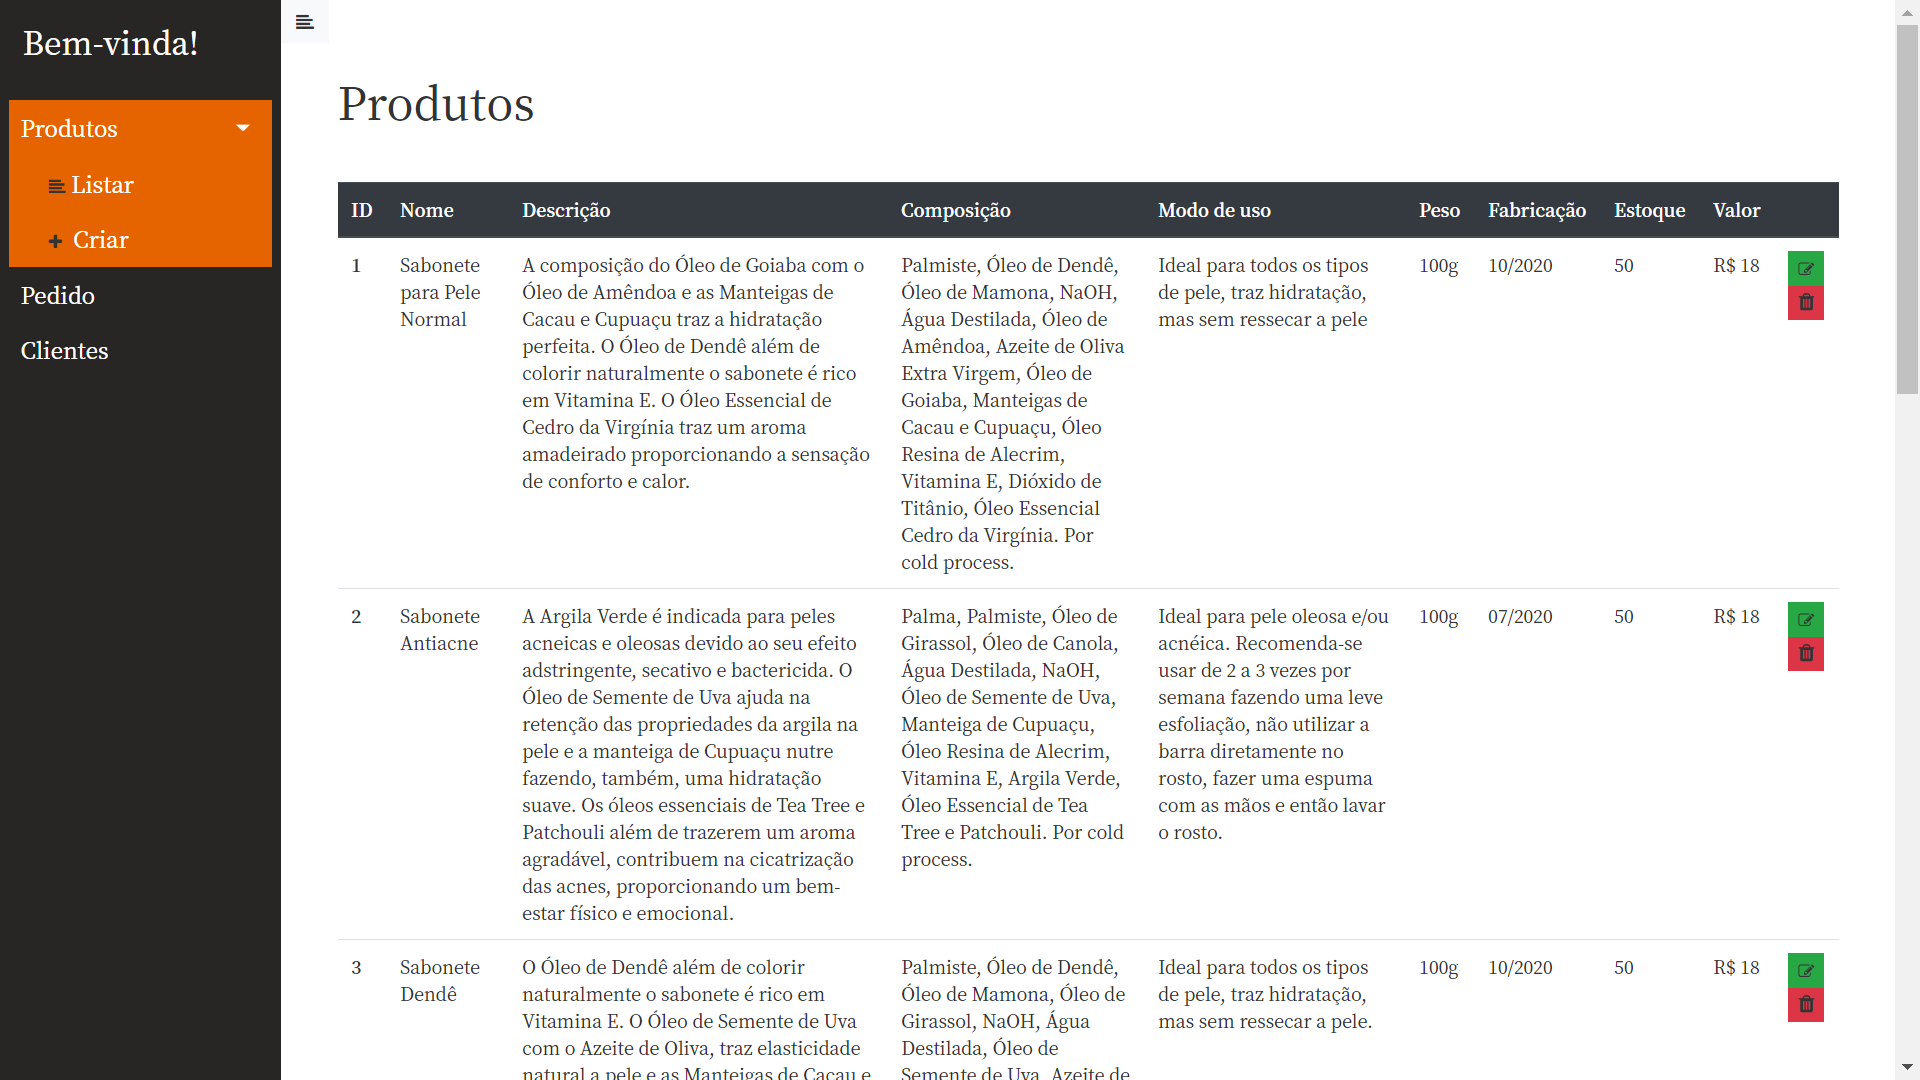 Bem-vinda!
Produtos
Listar
Criar
Pedido
Clientes
Produtos
ID Nome Descrição Composição Modo de uso Peso Fabricação Estoque Valor
1
Sabonete
para Pele
Normal
A composição do Óleo de Goiaba com o
Óleo de Amêndoa e as Manteigas de
Cacau e Cupuaçu traz a hidratação
perfeita. O Óleo de Dendê além de
colorir naturalmente o sabonete é rico
em Vitamina E. O Óleo Essencial de
Cedro da Virgínia traz um aroma
amadeirado proporcionando a sensação
de conforto e calor.
Palmiste, Óleo de Dendê,
Óleo de Mamona, NaOH,
Água Destilada, Óleo de
Amêndoa, Azeite de Oliva
Extra Virgem, Óleo de
Goiaba, Manteigas de
Cacau e Cupuaçu, Óleo
Resina de Alecrim,
Vitamina E, Dióxido de
Titânio, Óleo Essencial
Cedro da Virgínia. Por
cold process.
Ideal para todos os tipos
de pele, traz hidratação,
mas sem ressecar a pele
100g
10/2020
50
R$ 18
2
Sabonete
Antiacne
A Argila Verde é indicada para peles
acneicas e oleosas devido ao seu efeito
adstringente, secativo e bactericida. O
Óleo de Semente de Uva ajuda na
retenção das propriedades da argila na
pele e a manteiga de Cupuaçu nutre
fazendo, também, uma hidratação
suave. Os óleos essenciais de Tea Tree e
Patchouli além de trazerem um aroma
agradável, contribuem na cicatrização
das acnes, proporcionando um bem-
estar físico e emocional.
Palma, Palmiste, Óleo de
Girassol, Óleo de Canola,
Água Destilada, NaOH,
Óleo de Semente de Uva,
Manteiga de Cupuaçu,
Óleo Resina de Alecrim,
Vitamina E, Argila Verde,
Óleo Essencial de Tea
Tree e Patchouli. Por cold
process.
Ideal para pele oleosa e/ou
acnéica. Recomenda-se
usar de 2 a 3 vezes por
semana fazendo uma leve
esfoliação, não utilizar a
barra diretamente no
rosto, fazer uma espuma
com as mãos e então lavar
o rosto.
100g
07/2020
50
R$ 18
3
Sabonete
Dendê
O Óleo de Dendê além de colorir
naturalmente o sabonete é rico em
Vitamina E. O Óleo de Semente de Uva
com o Azeite de Oliva, traz elasticidade
natural a pele e as Manteigas de Cacau e
Palmiste, Óleo de Dendê,
Óleo de Mamona, Óleo de
Girassol, NaOH, Água
Destilada, Óleo de
Semente de Uva, Azeite de
Ideal para todos os tipos
de pele, traz hidratação,
mas sem ressecar a pele.
100g
10/2020
50
R$ 18